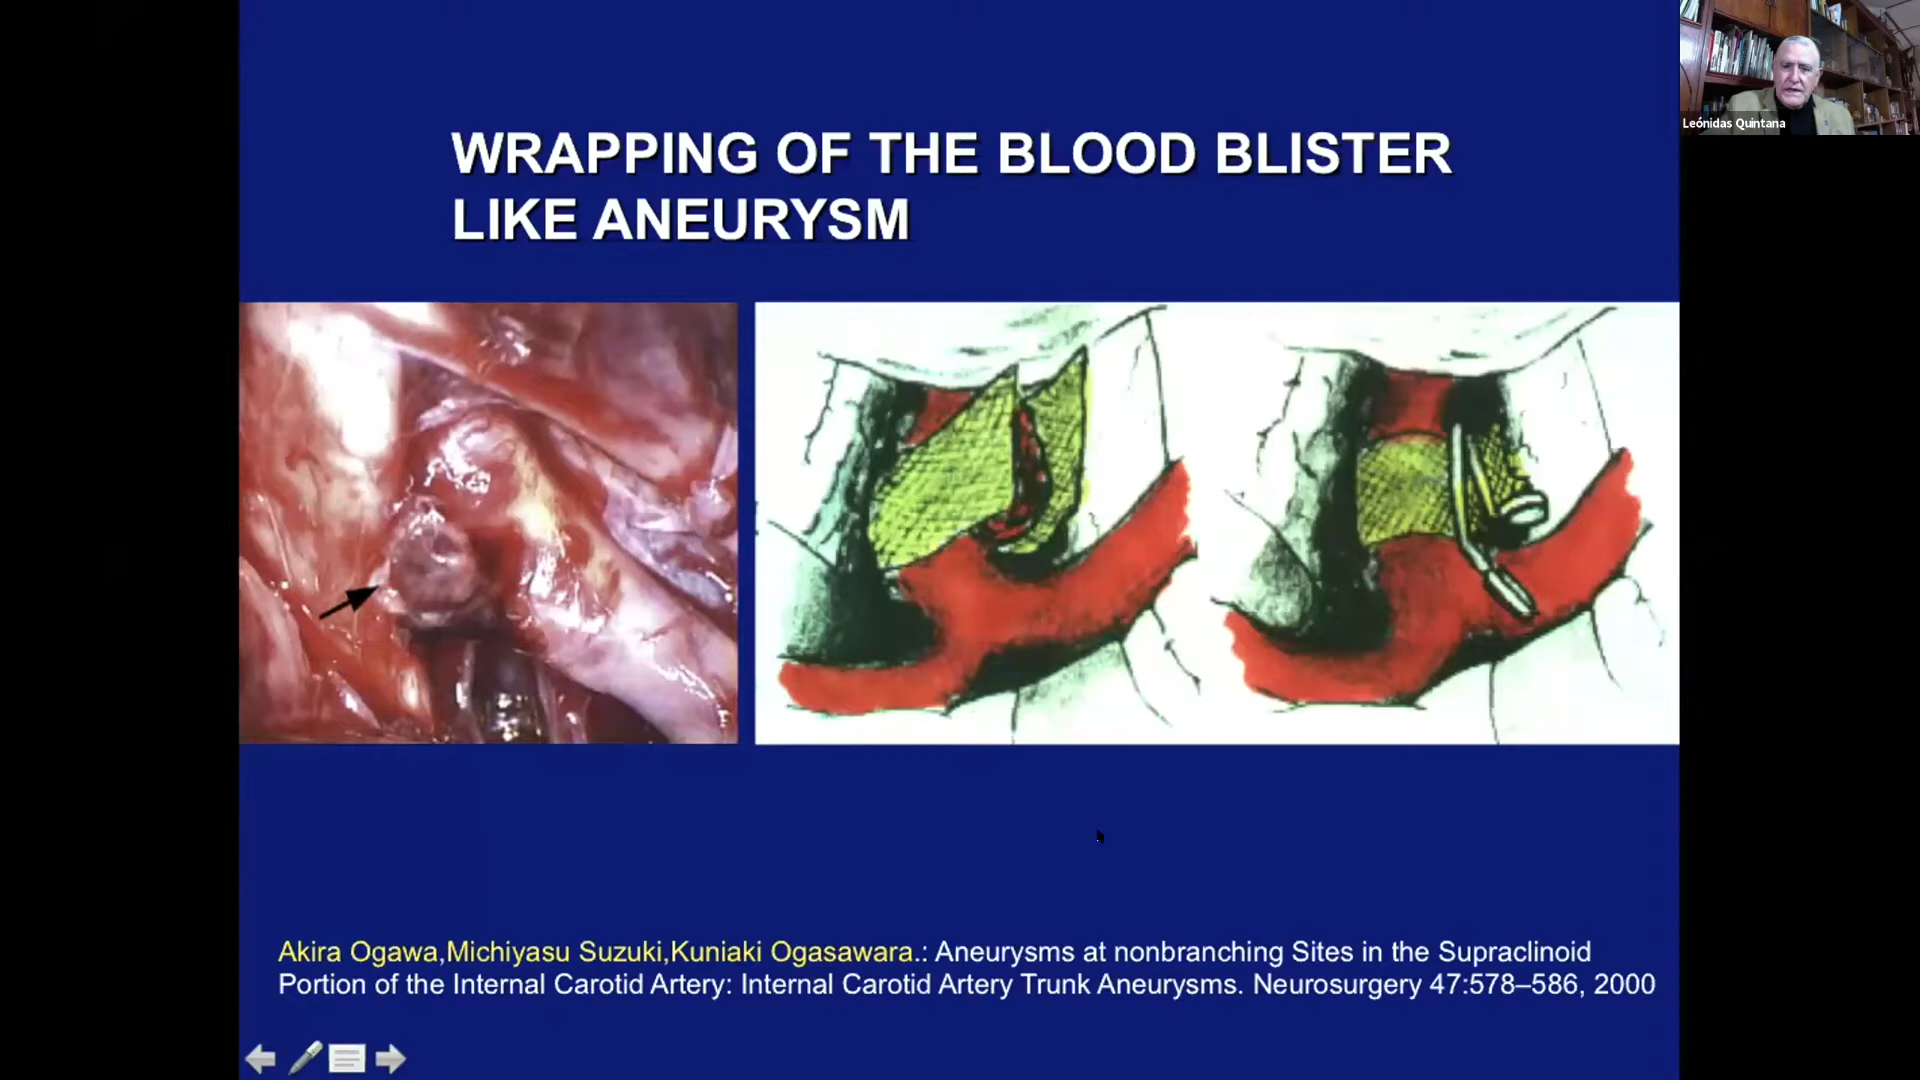 WRAPPING OF THE BLOOD BLISTER
LIKE ANEURYSM
Leónidas Quintana
Akira Ogawa,Michiyasu Suzuki,Kuniaki Ogasawara.: Aneurysms at nonbranching Sites in the Supraclinoid
Portion of the Internal Carotid Artery: Internal Carotid Artery Trunk Aneurysms. Neurosurgery 47:578–586, 2000